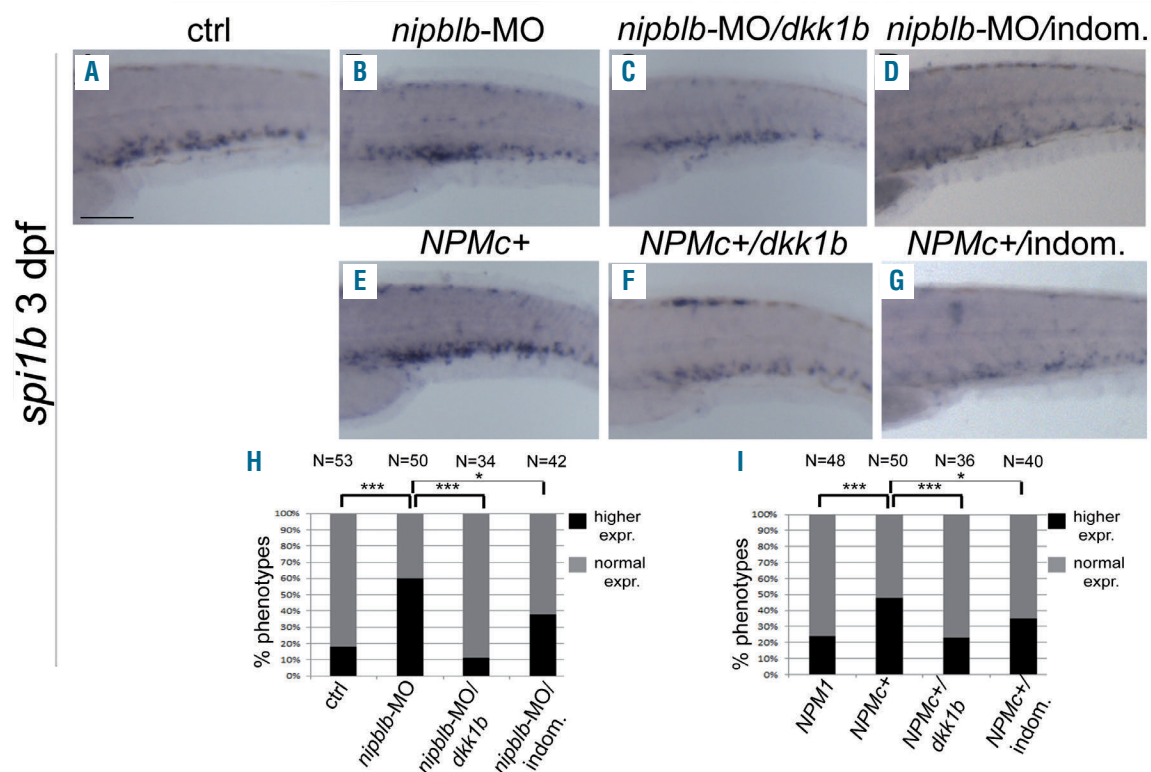 ctrl
nipblb-MO
nipblb-MO/dkk1b
nipblb-MO/indom.
A
B
C
D
spi1b 3 dpf
NPMc+
NPMc+/dkk1b
NPMc+/indom.
E
F
G
H
N=53 N=50 N=34 N=42
*** *** *
% phenotypes
100%
90%
80%
70%
60%
50%
40%
30%
20%
10%
0%
higher
expr.
normal
expr.
ctrl
nipblb-MO
nipblb-MO/
dkk1b
nipblb-MO/
indom.
I
N=48 N=50 N=36 N=40
*** *** *
% phenotypes
100%
90%
80%
70%
60%
50%
40%
30%
20%
10%
0%
higher
expr.
normal
expr.
NPM1
NPMc+
NPMc+/
dkk1b
NPMc+/
indom.